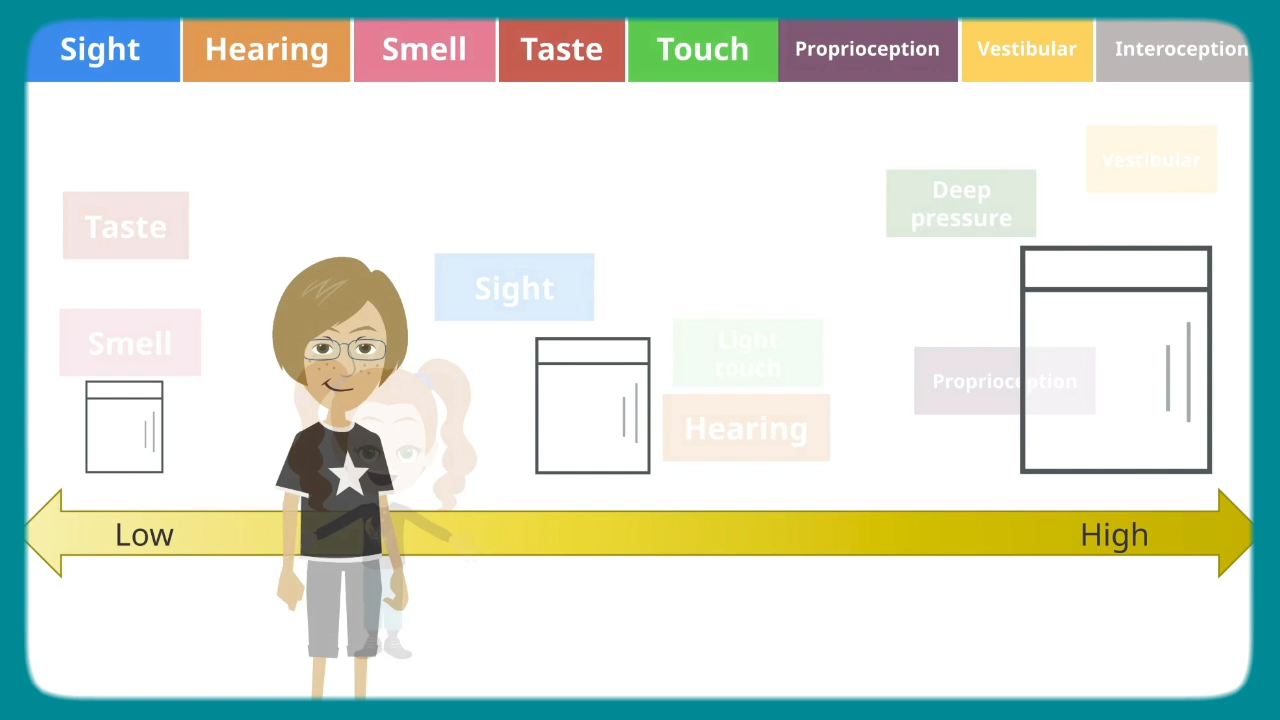 Sight Hearing Smell Taste Touch Proprioception Vestibular Interoception
Vestibular
Deep
pressure
Taste
Sight
Smell
Light
touch
Proprioception
Hearing
Low
High